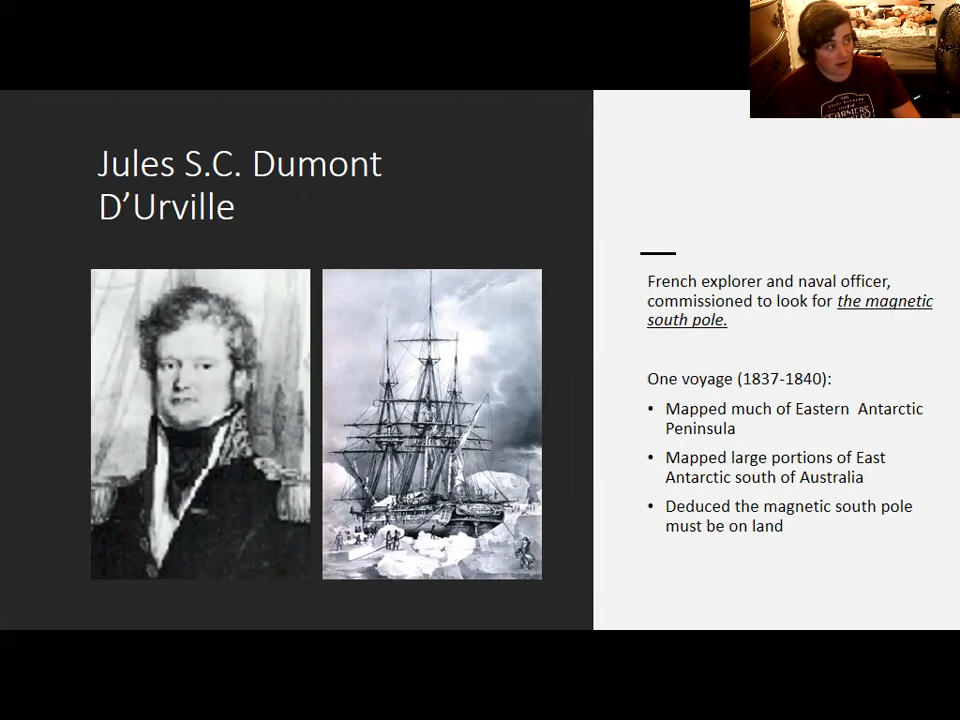 Jules S.C. Dumont
D’Urville
French explorer and naval officer,
commissioned to look for the magnetic
south pole.
One voyage (1837-1840):
• Mapped much of Eastern Antarctic
Peninsula
• Mapped large portions of East
Antarctic south of Australia
• Deduced the magnetic south pole
must be on land